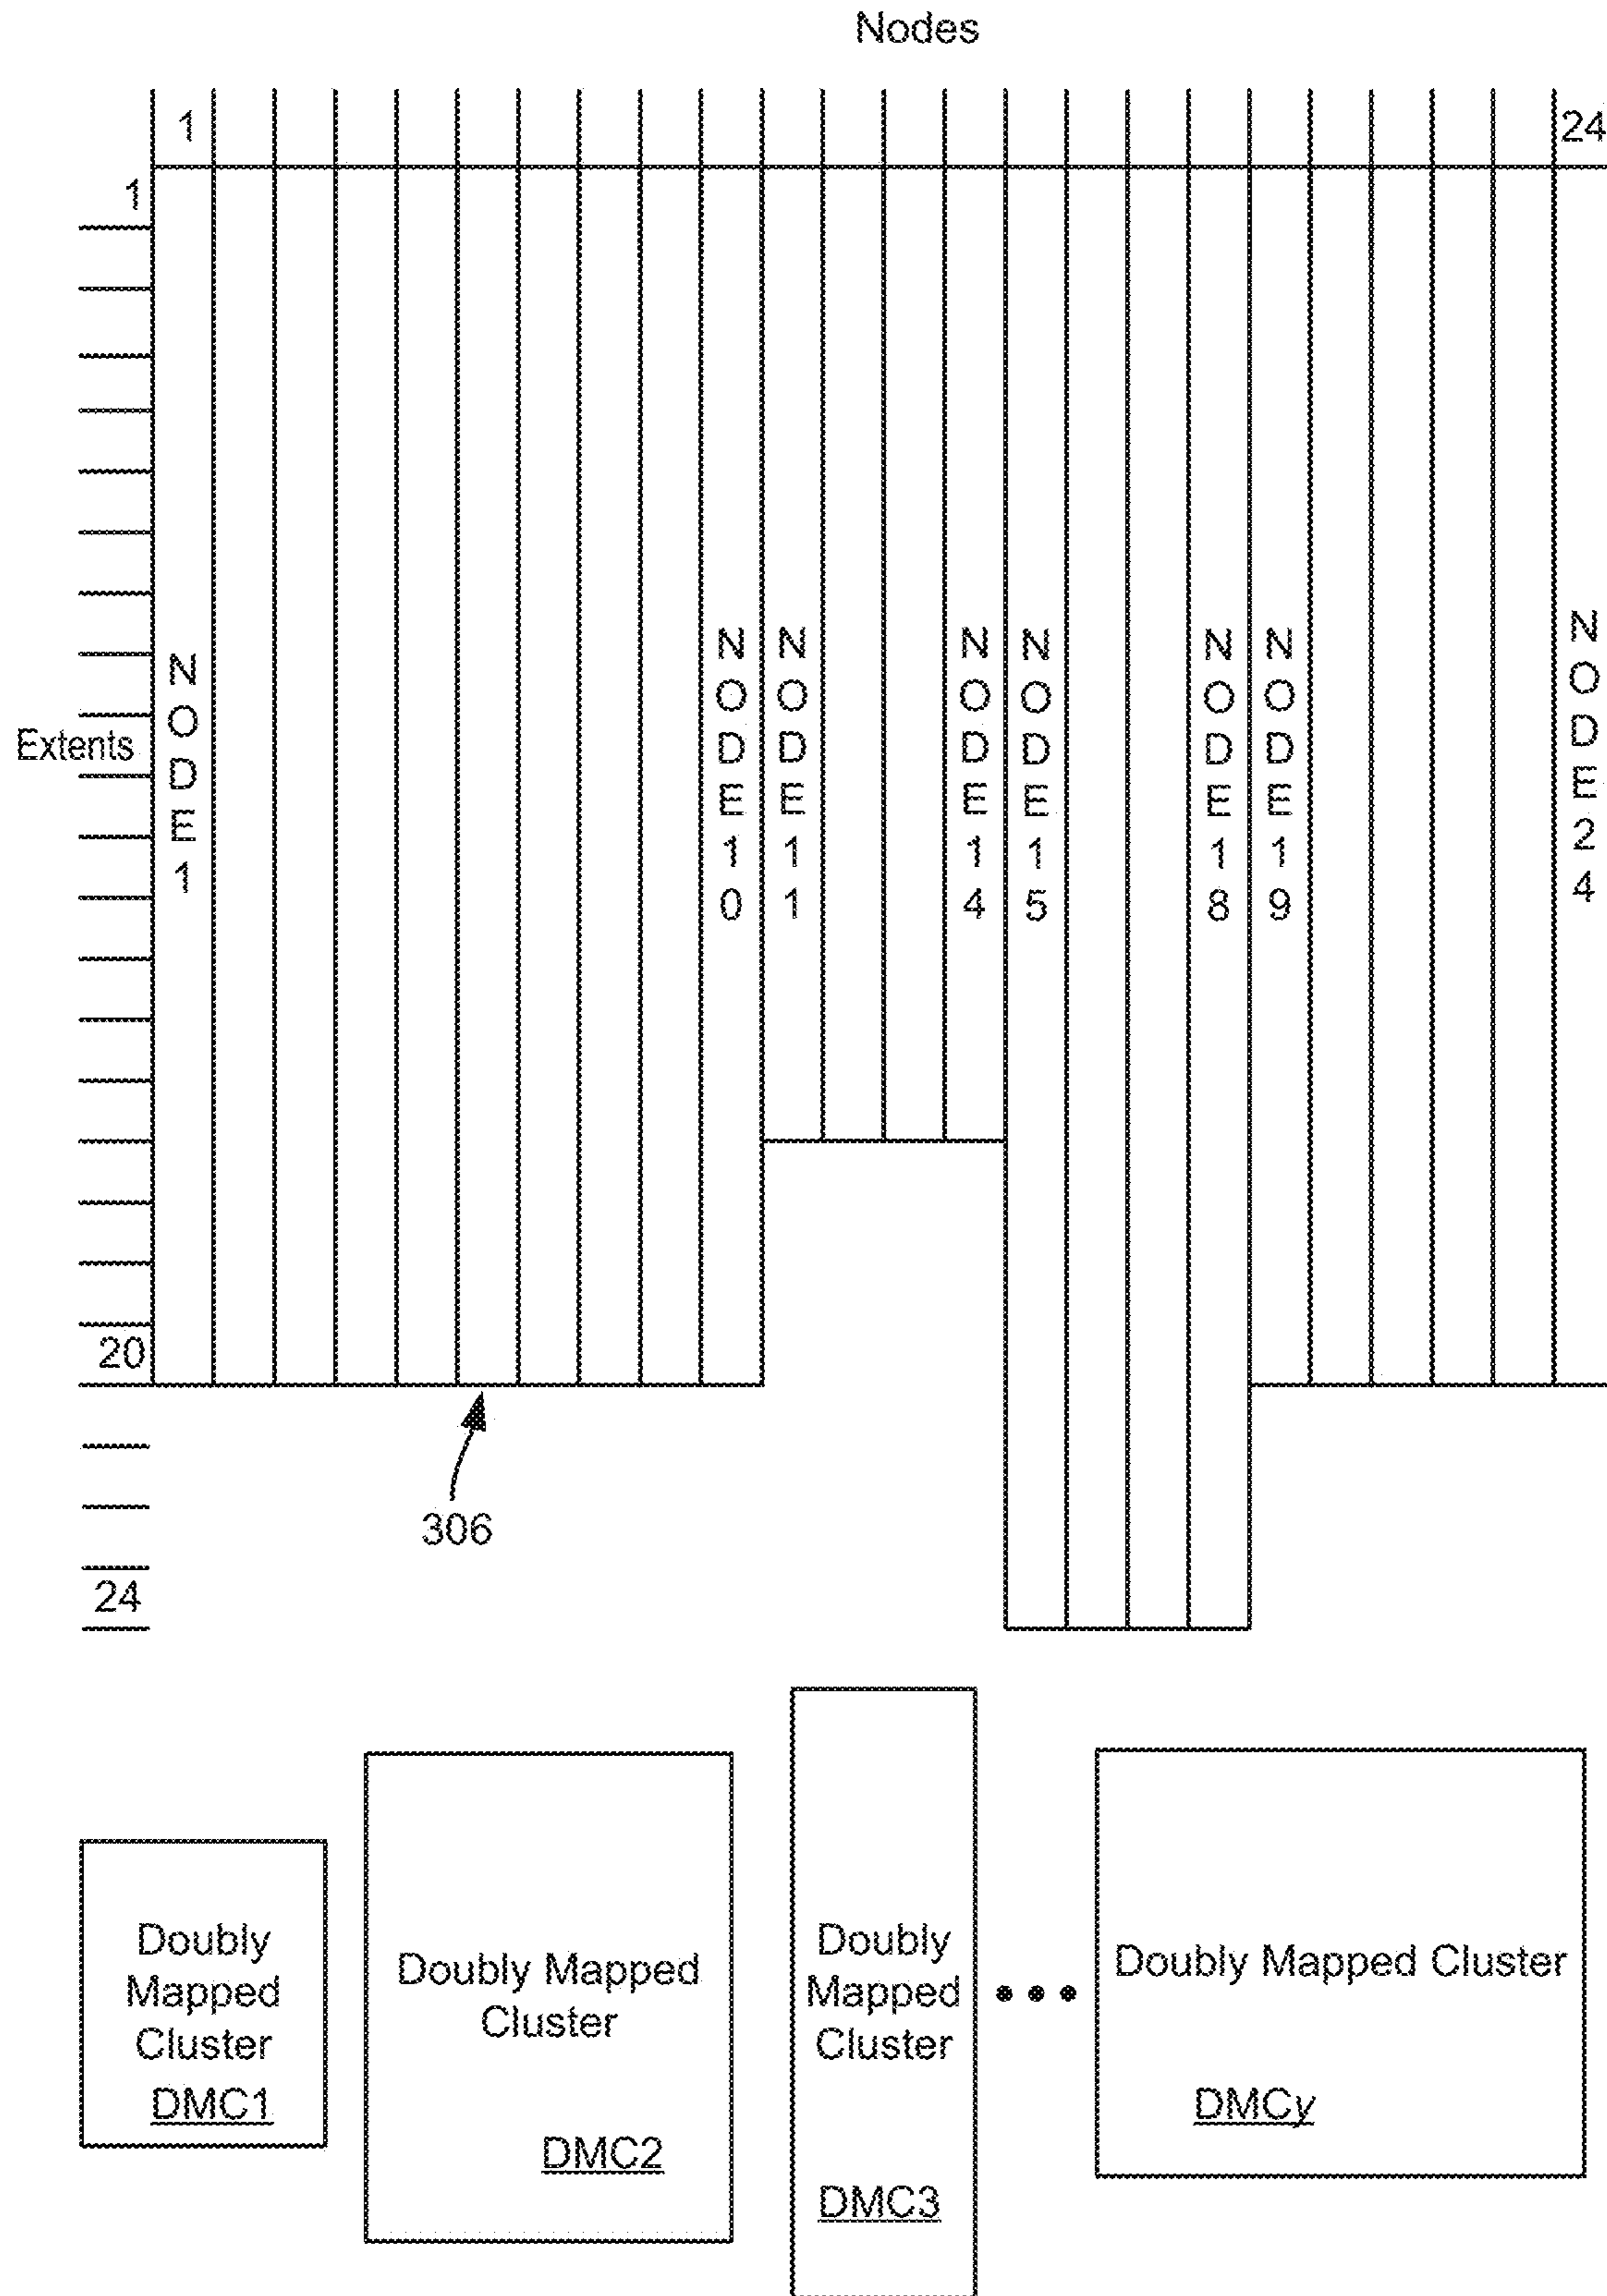 Nodes
1
24
1
Extents
NODE1
NODE10
NODE11
NODE14
NODE15
NODE18
NODE19
NODE24
20
306
24
Doubly
Mapped
Cluster
DMC1
Doubly Mapped
Cluster
DMC2
Doubly
Mapped
Cluster
DMC3
Doubly Mapped Cluster
DMCy